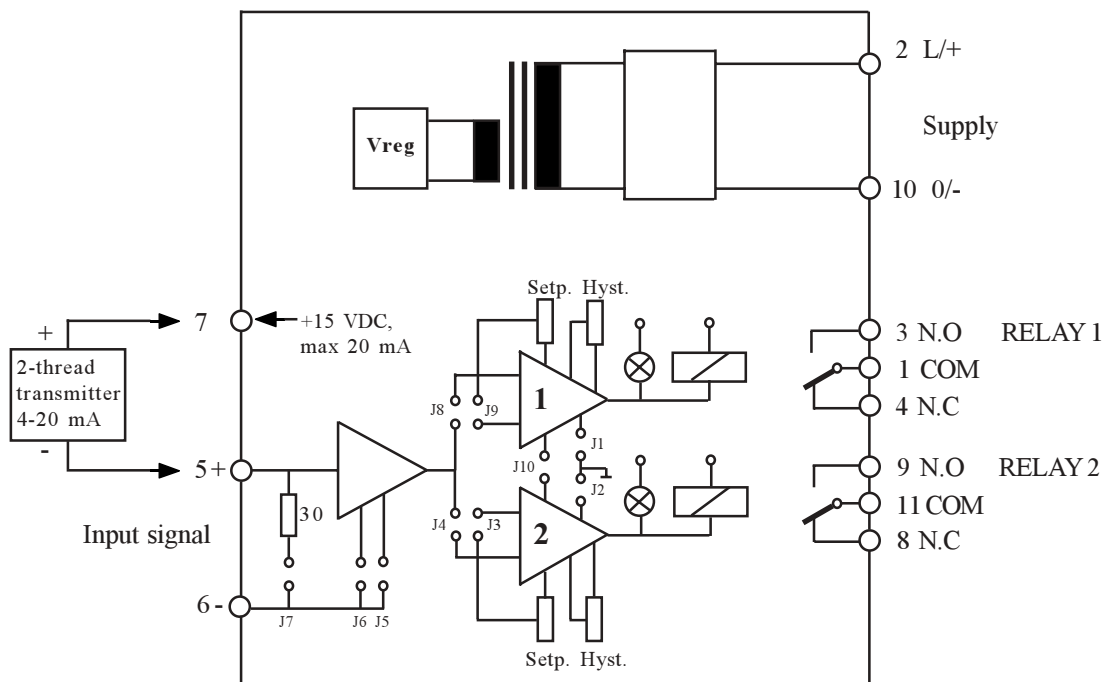 2 L/+
Vreg
Supply
10 0/-
Setp. Hyst.
7
+15 VDC,
max 20 mA
+
2-thread
transmitter
4-20 mA
-
3 N.O RELAY 1
1 COM
4 N.C
J8
J9
1
J1
J10
J2
5+
Input signal
30
J4
J3
2
9 N.O RELAY 2
11 COM
8 N.C
6-
J7
J6
J5
Setp. Hyst.